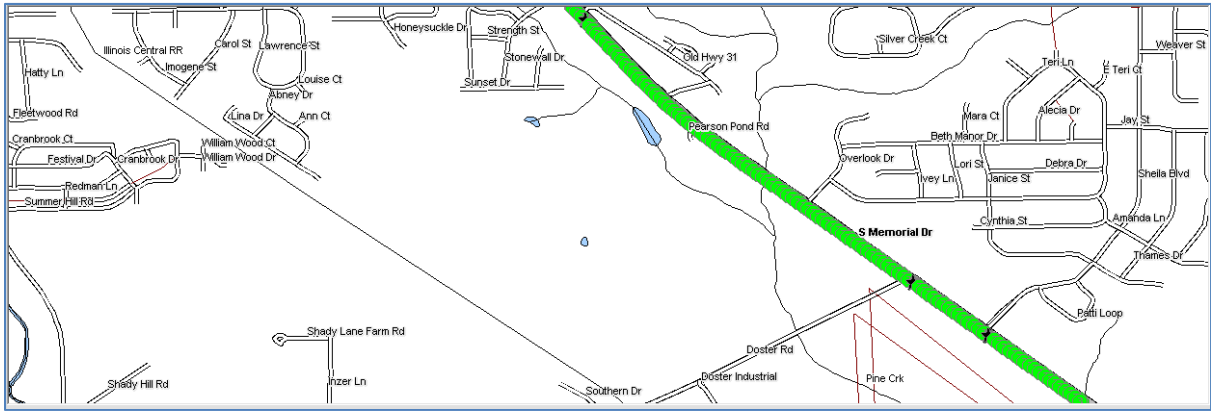 Honeysuckle Dr
Strength St
Silver Creek Ct
Weaver St
Illinois Central RR
Carol St
Lawrence St
Old Hwy 31
Stonewall Dr
Imogene St
Hatty Ln
Teri Ln
E Teri Ct
Louise Ct
Sunset Dr
Abney Dr
Fleetwood Rd
Lina Dr
Ann Ct
Mara Ct
Alecia Dr
Jay St
Pearson Pond Rd
Cranbrook Ct
William Wood Ct
Beth Manor Dr
Festival Dr
Cranbrook Dr
William Wood Dr
Overlook Dr
Lori St
Debra Dr
Redman Ln
Ivey Ln
Janice St
Sheila Blvd
Summer Hill Rd
Cynthia St
Amanda Ln
S Memorial Dr
Thames Dr
Patti Loop
Shady Lane Farm Rd
Doster Rd
Shady Hill Rd
Inzer Ln
Southern Dr
Doster Industrial
Pine Crk